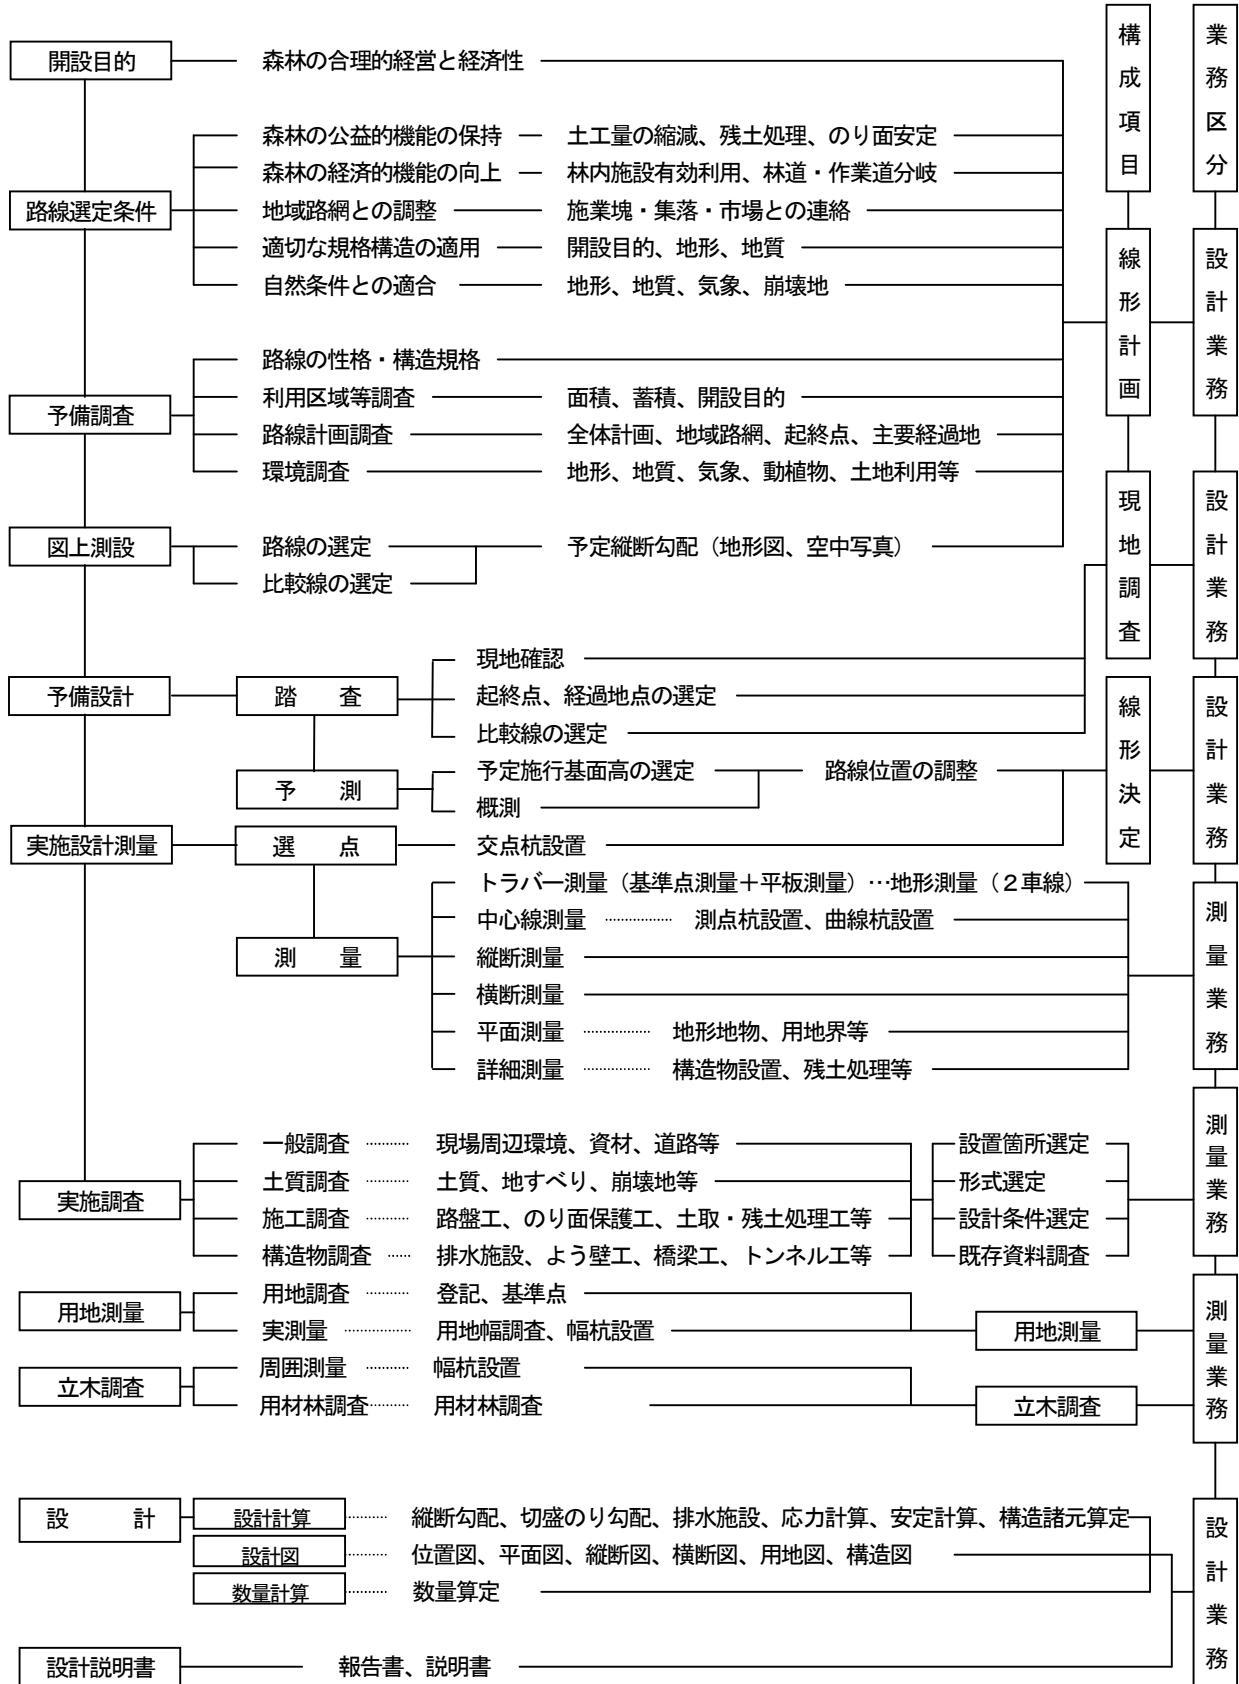 構成項目
業務区分
開設目的 森林の合理的経営と経済性
森林の公益的機能の保持 土工量の縮減、残土処理、のり面安定
森林の経済的機能の向上 林内施設有効利用、林道・作業道分岐
路線選定条件 地域路網との調整 施業塊・集落・市場との連絡
適切な規格構造の適用 開設目的、地形、地質
自然条件との適合 地形、地質、気象、崩壊地
線形計画
設計業務
路線の性格・構造規格
利用区域等調査 面積、蓄積、開設目的
予備調査
路線計画調査 全体計画、地域路網、起終点、主要経過地
環境調査 地形、地質、気象、動植物、土地利用等
現地調査
設計業務
図上測設 路線の選定 予定縦断勾配（地形図、空中写真）
比較線の選定
現地確認
予備設計 踏査 起終点、経過地点の選定
比較線の選定
線形決定
設計業務
予測 予定施行基面高の選定 路線位置の調整
概測
実施設計測量 選点 交点杭設置
トラバー測量（基準点測量＋平板測量）…地形測量（２車線）
中心線測量 ………… 測点杭設置、曲線杭設置
測量 縦断測量
横断測量
平面測量 ………… 地形地物、用地界等
詳細測量 ………… 構造物設置、残土処理等
測量業務
一般調査 ……… 現場周辺環境、資材、道路等 設置箇所選定
土質調査 ……… 土質、地すべり、崩壊地等 形式選定
実施調査
施工調査 ……… 路盤工、のり面保護工、土取・残土処理工等 設計条件選定
構造物調査 …… 排水施設、よう壁工、橋梁工、トンネル工等 既存資料調査
測量業務
用地調査 ……… 登記、基準点
用地測量
実測量 ………… 用地幅調査、幅杭設置 用地測量
周囲測量 ……… 幅杭設置
立木調査
用材林調査……… 用材林調査 立木調査
測量業務
設計 設計計算 ……… 縦断勾配、切盛のり勾配、排水施設、応力計算、安定計算、構造諸元算定
設計図 ……… 位置図、平面図、縦断図、横断図、用地図、構造図
数量計算 ……… 数量算定
設計業務
設計説明書 報告書、説明書